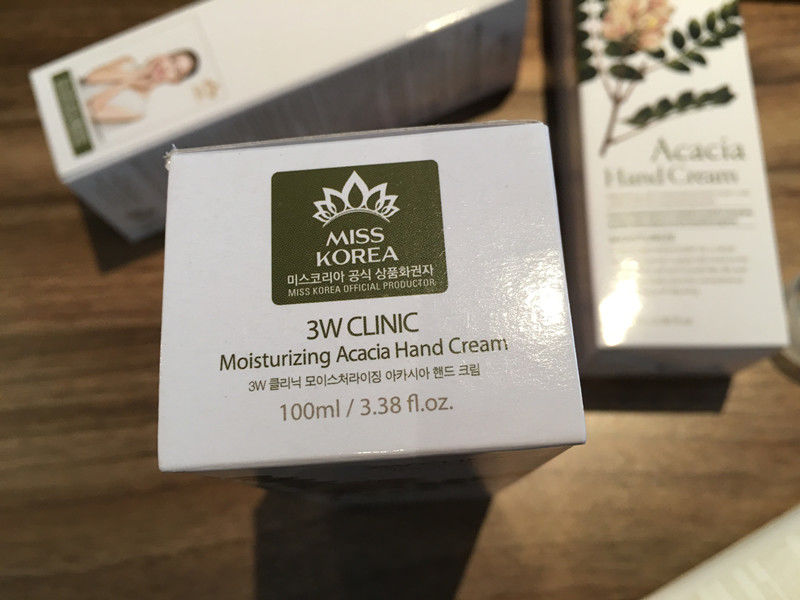 MISS
KOREA
미스코리아 공식 상품화권자
MISS KOREA OFFICIAL PRODUCTOR
3W CLINIC
Moisturizing Acacia Hand Cream
3W 클리닉 모이스처라이징 아카시아 핸드 크림
100ml / 3.38 fl.oz.
Acacia
Hand Cream